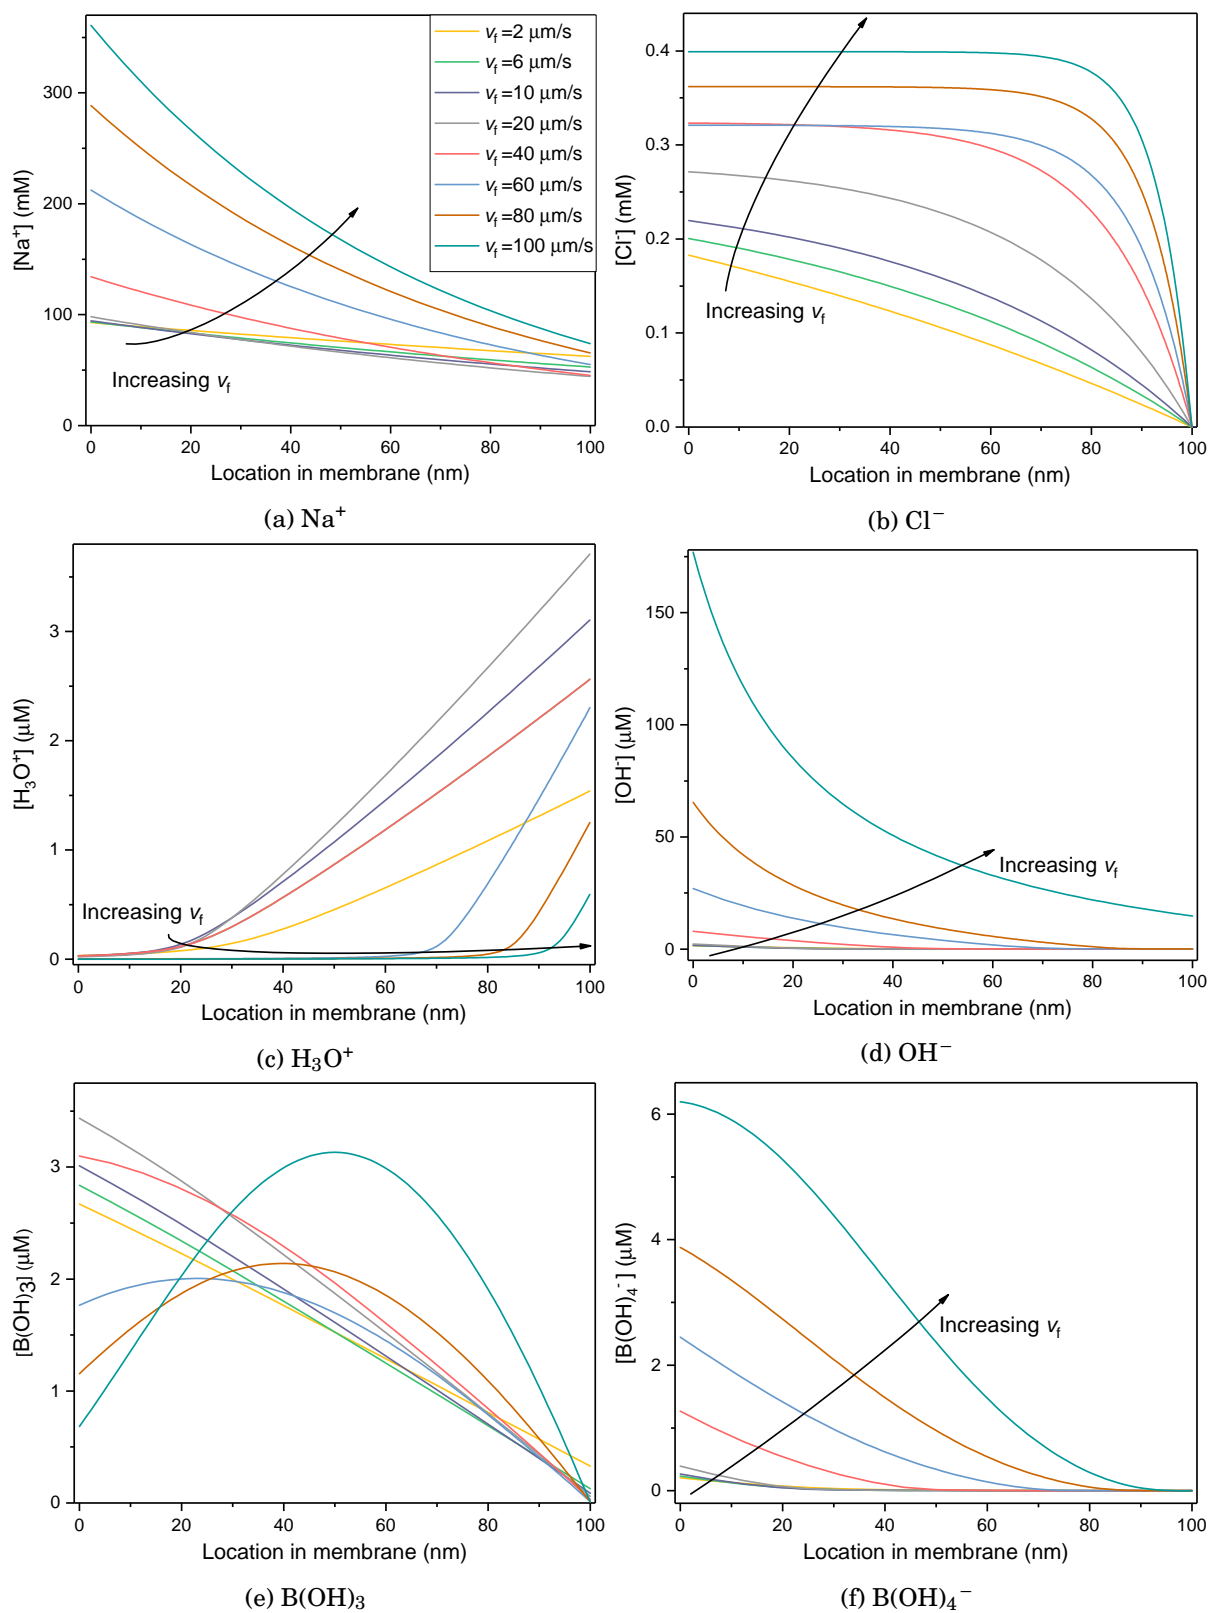 [Na⁺] (mM)
300
200
100
0
0 20 40 60 80 100
Location in membrane (nm)
Increasing v_f
v_f =2 μm/s
v_f =6 μm/s
v_f =10 μm/s
v_f =20 μm/s
v_f =40 μm/s
v_f =60 μm/s
v_f =80 μm/s
v_f =100 μm/s
(a) Na⁺
[Cl⁻] (mM)
0.4
0.3
0.2
0.1
0.0
0 20 40 60 80 100
Location in membrane (nm)
Increasing v_f
(b) Cl⁻
[H₃O⁺] (μM)
3
2
1
0
0 20 40 60 80 100
Location in membrane (nm)
Increasing v_f
(c) H₃O⁺
[OH⁻] (μM)
150
100
50
0
0 20 40 60 80 100
Location in membrane (nm)
Increasing v_f
(d) OH⁻
[B(OH)₃] (μM)
3
2
1
0
0 20 40 60 80 100
Location in membrane (nm)
(e) B(OH)₃
[B(OH)₄⁻] (μM)
6
4
2
0
0 20 40 60 80 100
Location in membrane (nm)
Increasing v_f
(f) B(OH)₄⁻